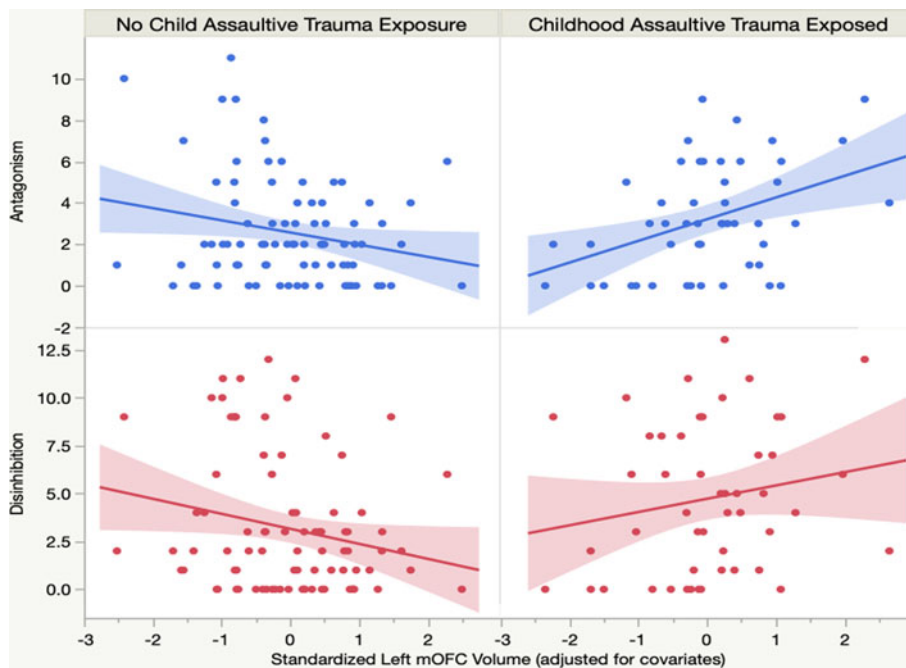 No Child Assaultive Trauma Exposure
Childhood Assaultive Trauma Exposed
Antagonism
10
8
6
4
2
0
-2
Disinhibition
12.5
10.0
7.5
5.0
2.5
0.0
-3 -2 -1 0 1 2 -3 -2 -1 0 1 2
Standardized Left mOFC Volume (adjusted for covariates)